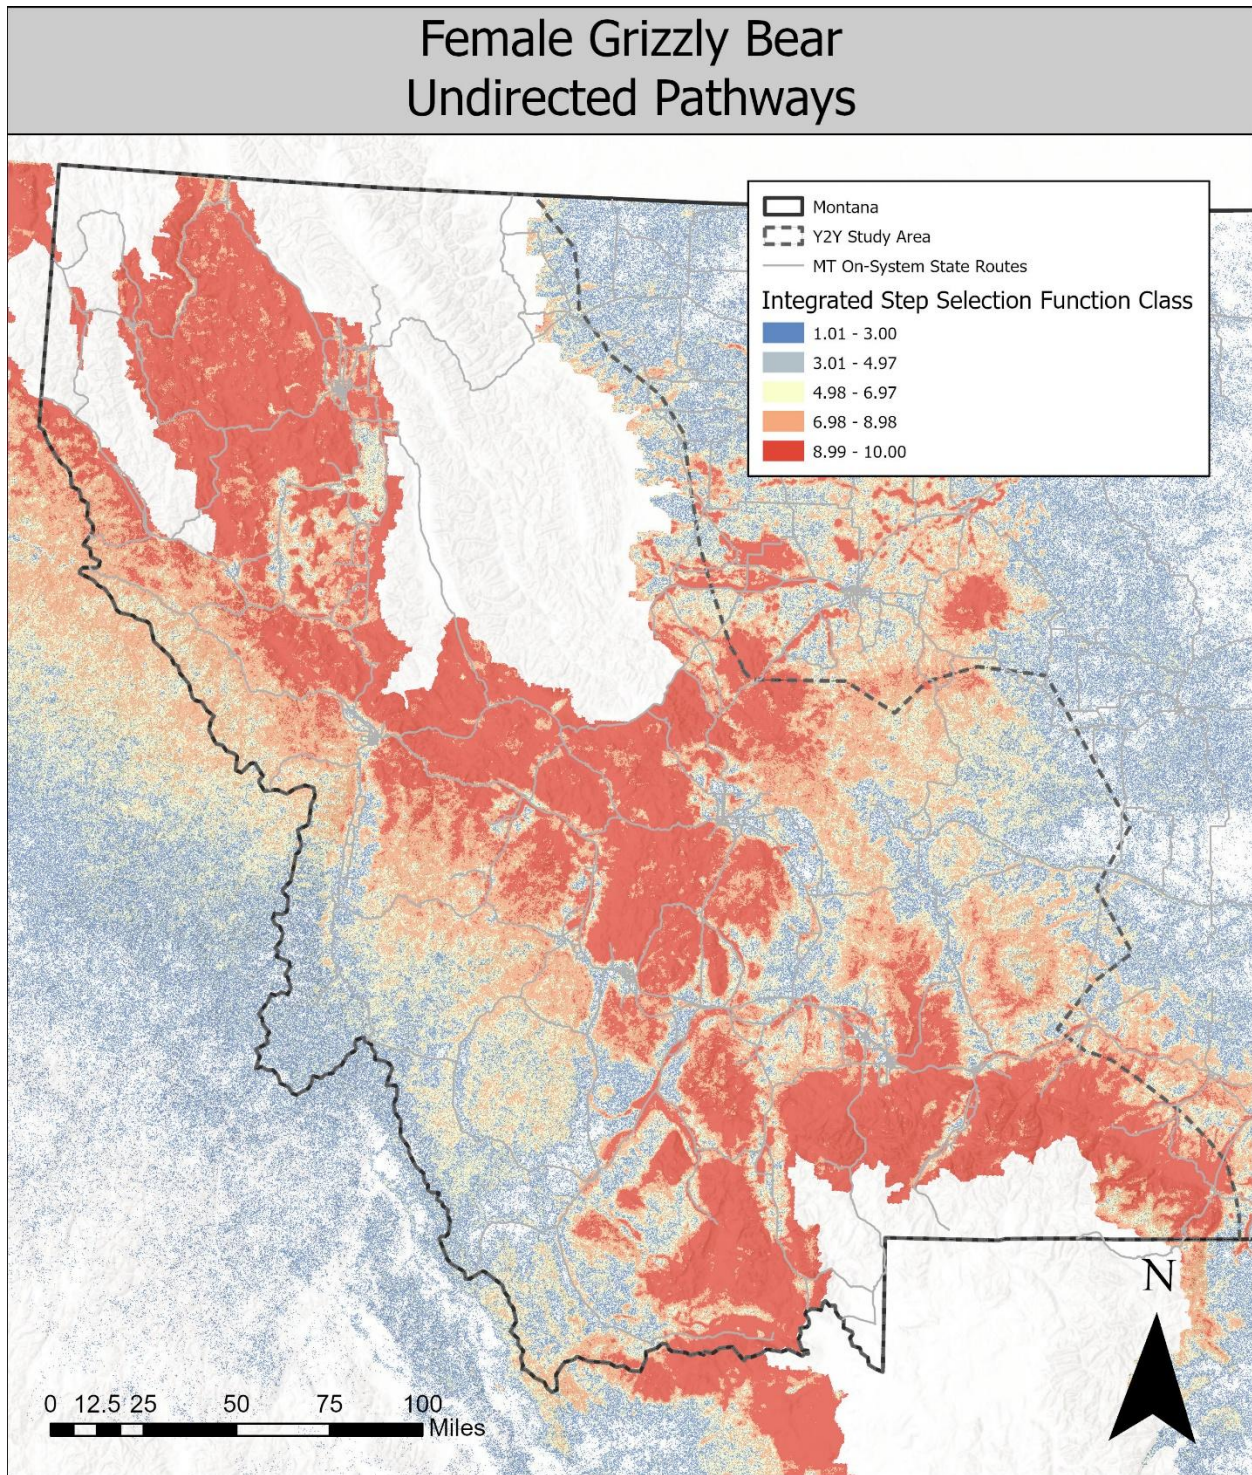 Female Grizzly Bear
Undirected Pathways
Montana
Y2Y Study Area
MT On-System State Routes
Integrated Step Selection Function Class
1.01 - 3.00
3.01 - 4.97
4.98 - 6.97
6.98 - 8.98
8.99 - 10.00
N
0 12.5 25 50 75 100
Miles